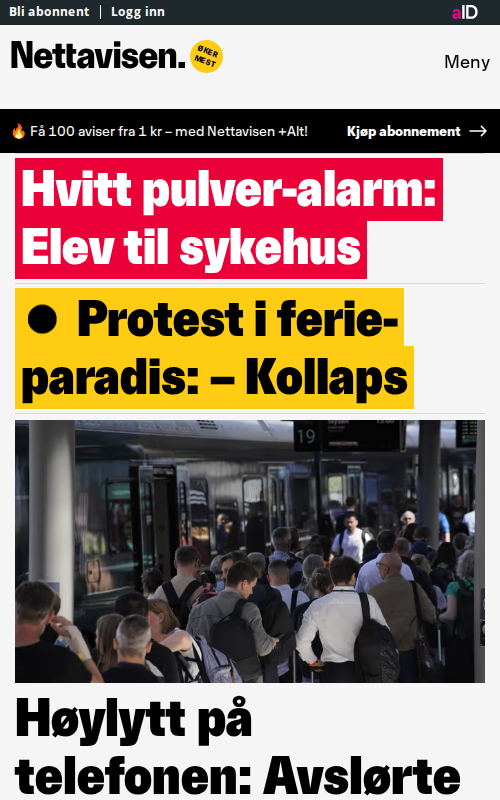 Bli abonnent | Logg inn
aID
Nettavisen.
ØKER
MEST
Meny
🔥 Få 100 aviser fra 1 kr – med Nettavisen +Alt!
Kjøp abonnement →
Hvitt pulver-alarm:
Elev til sykehus
● Protest i ferie-
paradis: – Kollaps
19
Høylytt på
telefonen: Avslørte